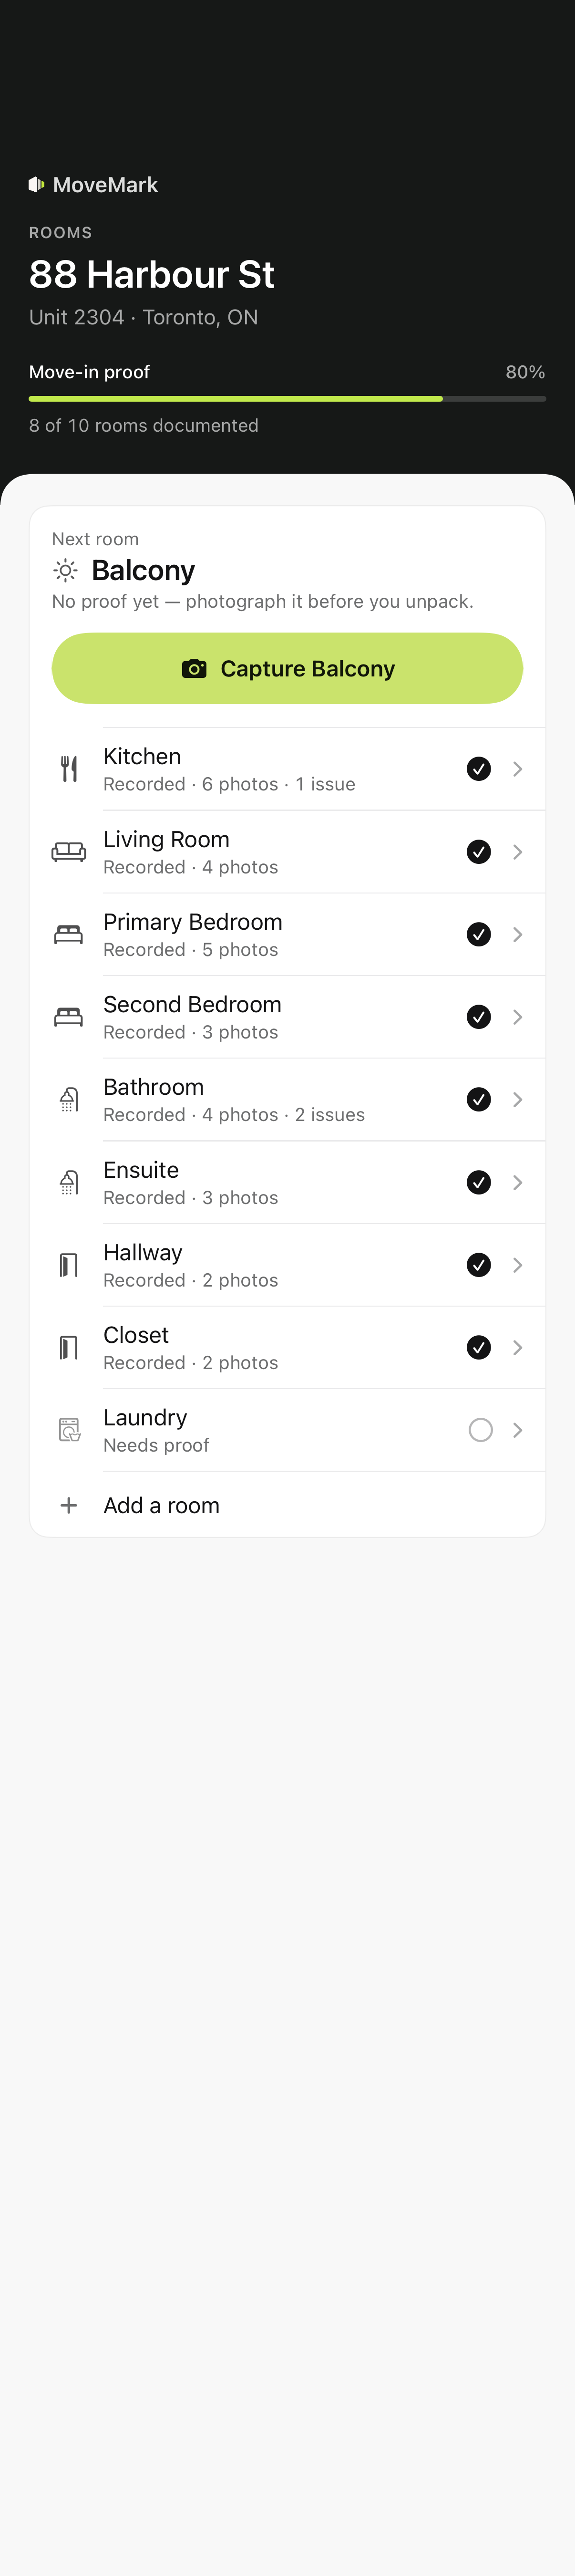 MoveMark
ROOMS
88 Harbour St
Unit 2304 · Toronto, ON
Move-in proof 80%
8 of 10 rooms documented
Next room
Balcony
No proof yet — photograph it before you unpack.
Capture Balcony
Kitchen
Recorded · 6 photos · 1 issue
Living Room
Recorded · 4 photos
Primary Bedroom
Recorded · 5 photos
Second Bedroom
Recorded · 3 photos
Bathroom
Recorded · 4 photos · 2 issues
Ensuite
Recorded · 3 photos
Hallway
Recorded · 2 photos
Closet
Recorded · 2 photos
Laundry
Needs proof
Add a room